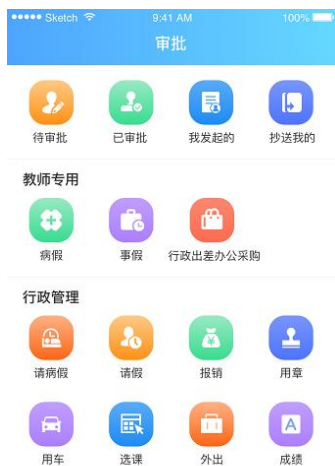 Sketch 9:41 AM 100%
审批
待审批 已审批 我发起的 抄送我的
教师专用
病假 事假 行政出差办公采购
行政管理
请病假 请假 报销 用章
用车 选课 外出 成绩